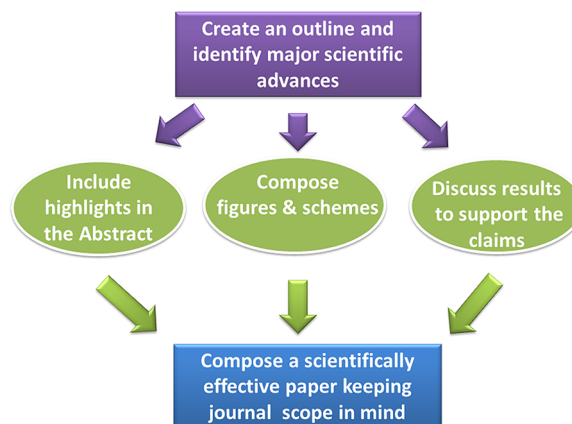 Create an outline and
identify major scientific
advances
Include
highlights in
the Abstract
Compose
figures & schemes
Discuss results
to support the
claims
Compose a scientifically
effective paper keeping
journal scope in mind